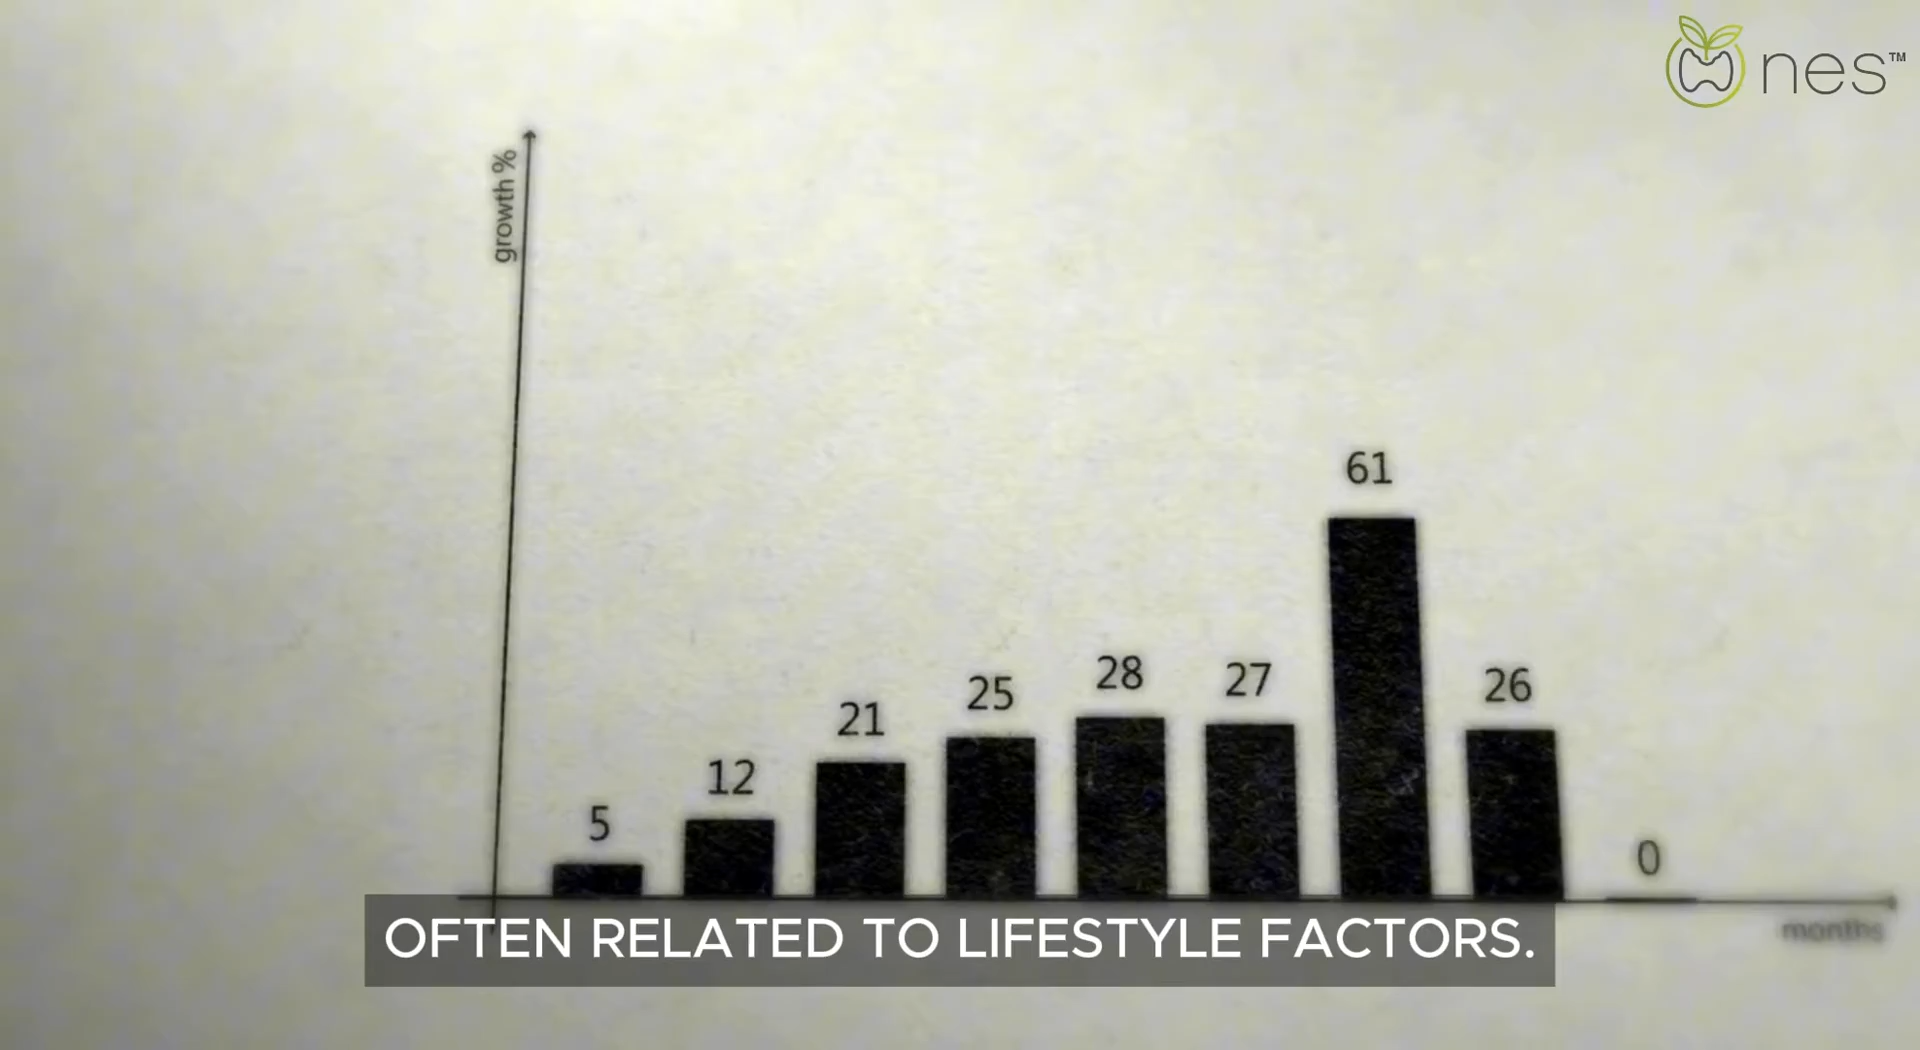 nes™
growth %
61
28
27
26
25
21
12
5
0
months
OFTEN RELATED TO LIFESTYLE FACTORS.